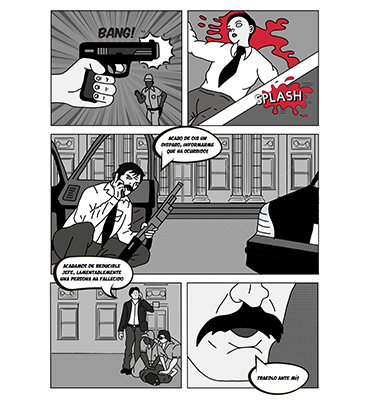 BANG!
SPLASH
ACABO DE OIR UN
DISPARO, INFORMARME
QUE HA OCURRIDO!
ACABAMOS DE REDUCIRLE
JEFE, LAMENTABLEMENTE
UNA PERSONA HA FALLECIDO
TRAEDLO ANTE MÍ!